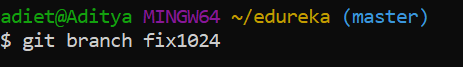 adiet@Aditya MINGW64 ~/edureka (master)
$ git branch fix1024